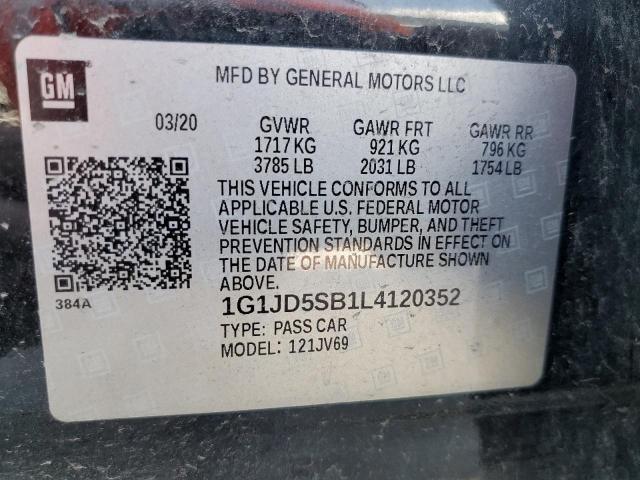 GM
MFD BY GENERAL MOTORS LLC
03/20 GVWR GAWR FRT GAWR RR
1717 KG 921 KG 796 KG
3785 LB 2031 LB 1754 LB
THIS VEHICLE CONFORMS TO ALL
APPLICABLE U.S. FEDERAL MOTOR
VEHICLE SAFETY, BUMPER, AND THEFT
PREVENTION STANDARDS IN EFFECT ON
THE DATE OF MANUFACTURE SHOWN
ABOVE.
384A
1G1JD5SB1L4120352
TYPE: PASS CAR
MODEL: 121JV69